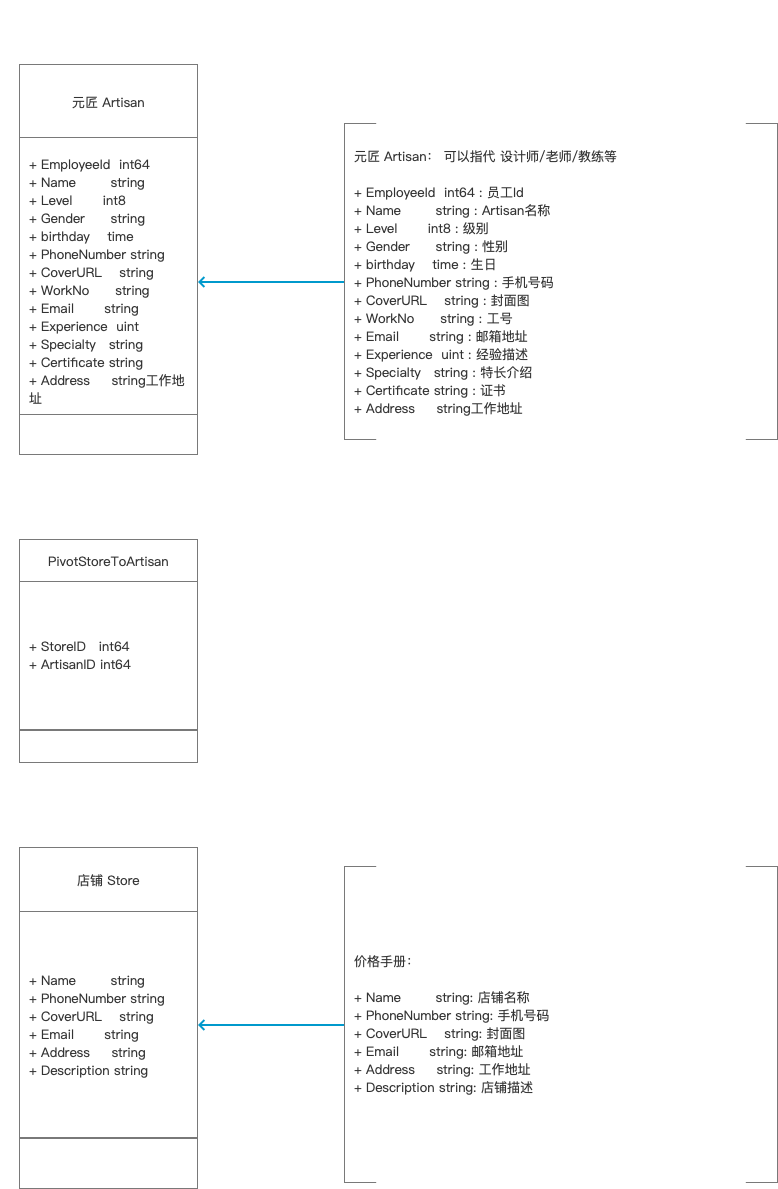 元匠 Artisan
+ EmployeeId  int64
+ Name  string
+ Level  int8
+ Gender  string
+ birthday  time
+ PhoneNumber string
+ CoverURL  string
+ WorkNo  string
+ Email  string
+ Experience  uint
+ Specialty  string
+ Certificate string
+ Address  string工作地
址
元匠 Artisan： 可以指代 设计师/老师/教练等
+ EmployeeId  int64 : 员工Id
+ Name  string : Artisan名称
+ Level  int8 : 级别
+ Gender  string : 性别
+ birthday  time : 生日
+ PhoneNumber string : 手机号码
+ CoverURL  string : 封面图
+ WorkNo  string : 工号
+ Email  string : 邮箱地址
+ Experience  uint : 经验描述
+ Specialty  string : 特长介绍
+ Certificate string : 证书
+ Address  string工作地址
PivotStoreToArtisan
+ StoreID  int64
+ ArtisanID int64
店铺 Store
+ Name  string
+ PhoneNumber string
+ CoverURL  string
+ Email  string
+ Address  string
+ Description string
价格手册：
+ Name  string: 店铺名称
+ PhoneNumber string: 手机号码
+ CoverURL  string: 封面图
+ Email  string: 邮箱地址
+ Address  string: 工作地址
+ Description string: 店铺描述